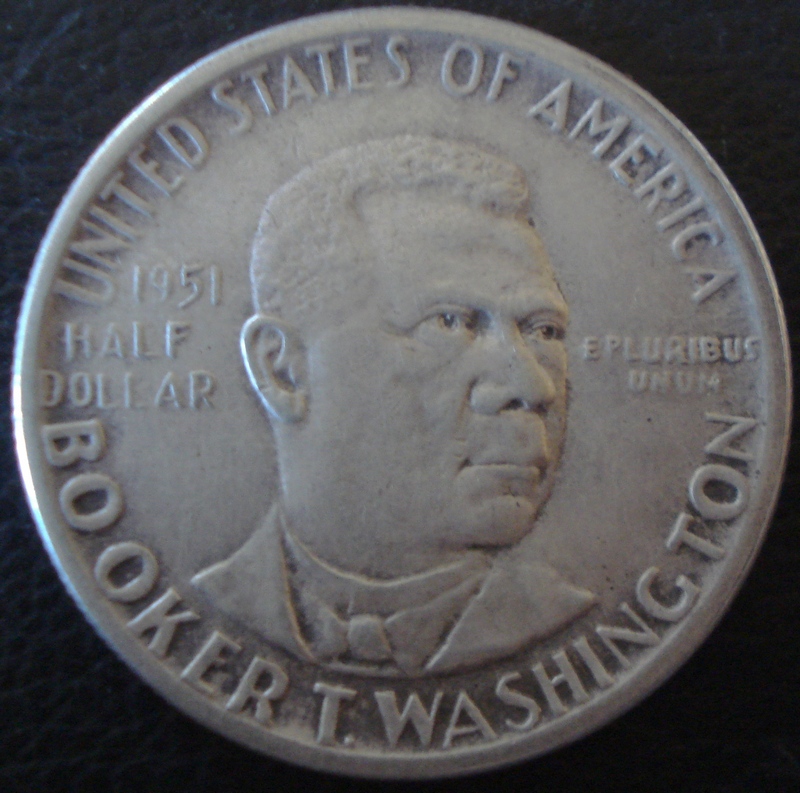 UNITED STATES OF AMERICA
1951
HALF
DOLLAR
E PLURIBUS
UNUM
BOOKER T. WASHINGTON